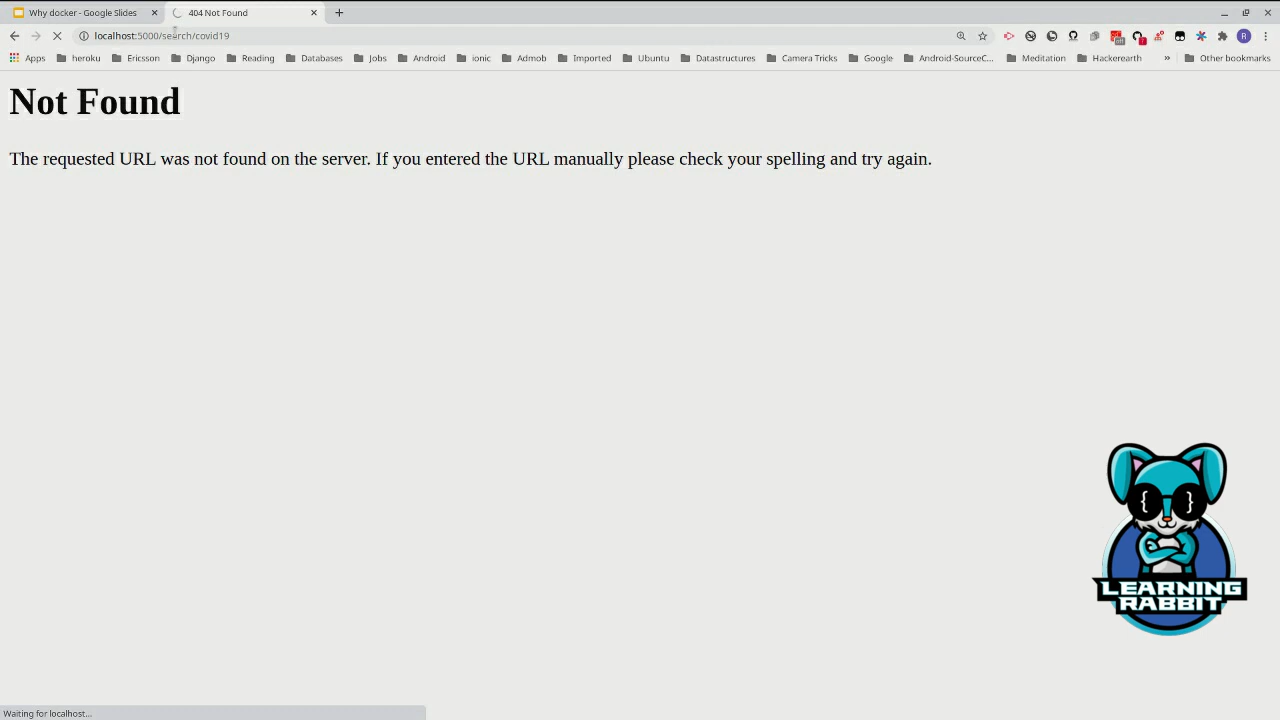 Why docker - Google Slides
404 Not Found
localhost:5000/search/covid19
Apps heroku Ericsson Django Reading Databases Jobs Android ionic Admob Imported Ubuntu Datastructures Camera Tricks Google Android-SourceC... Meditation Hackerearth » Other bookmarks
Not Found
The requested URL was not found on the server. If you entered the URL manually please check your spelling and try again.
LEARNING
RABBIT
Waiting for localhost...